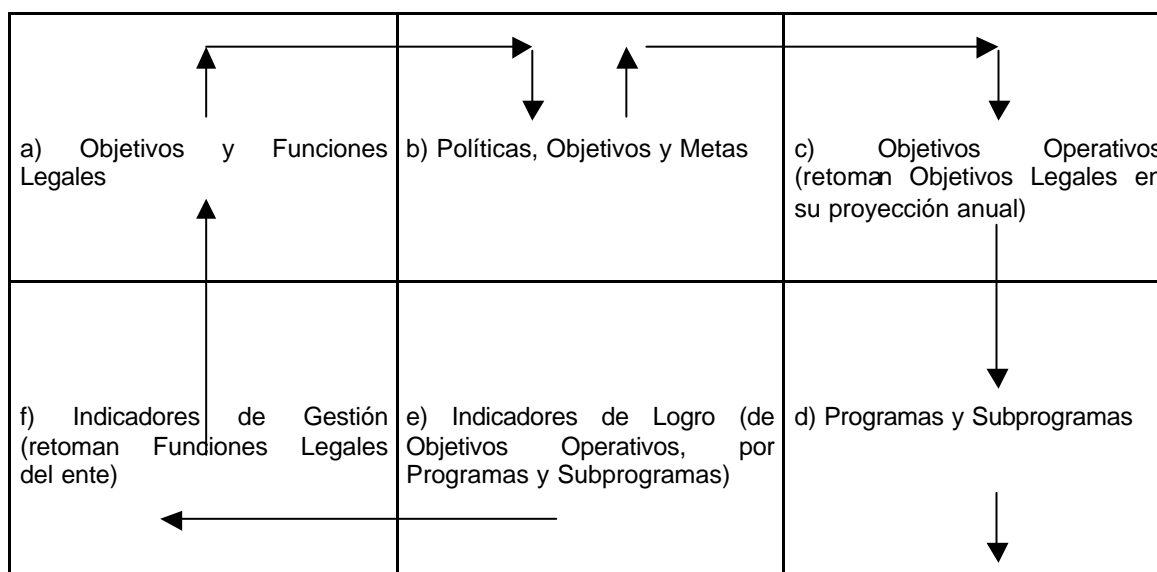 a) Objetivos y Funciones
Legales
b) Políticas, Objetivos y Metas
c) Objetivos Operativos
(retoman Objetivos Legales en
su proyección anual)
f) Indicadores de Gestión
(retoman Funciones Legales
del ente)
e) Indicadores de Logro (de
Objetivos Operativos, por
Programas y Subprogramas)
d) Programas y Subprogramas